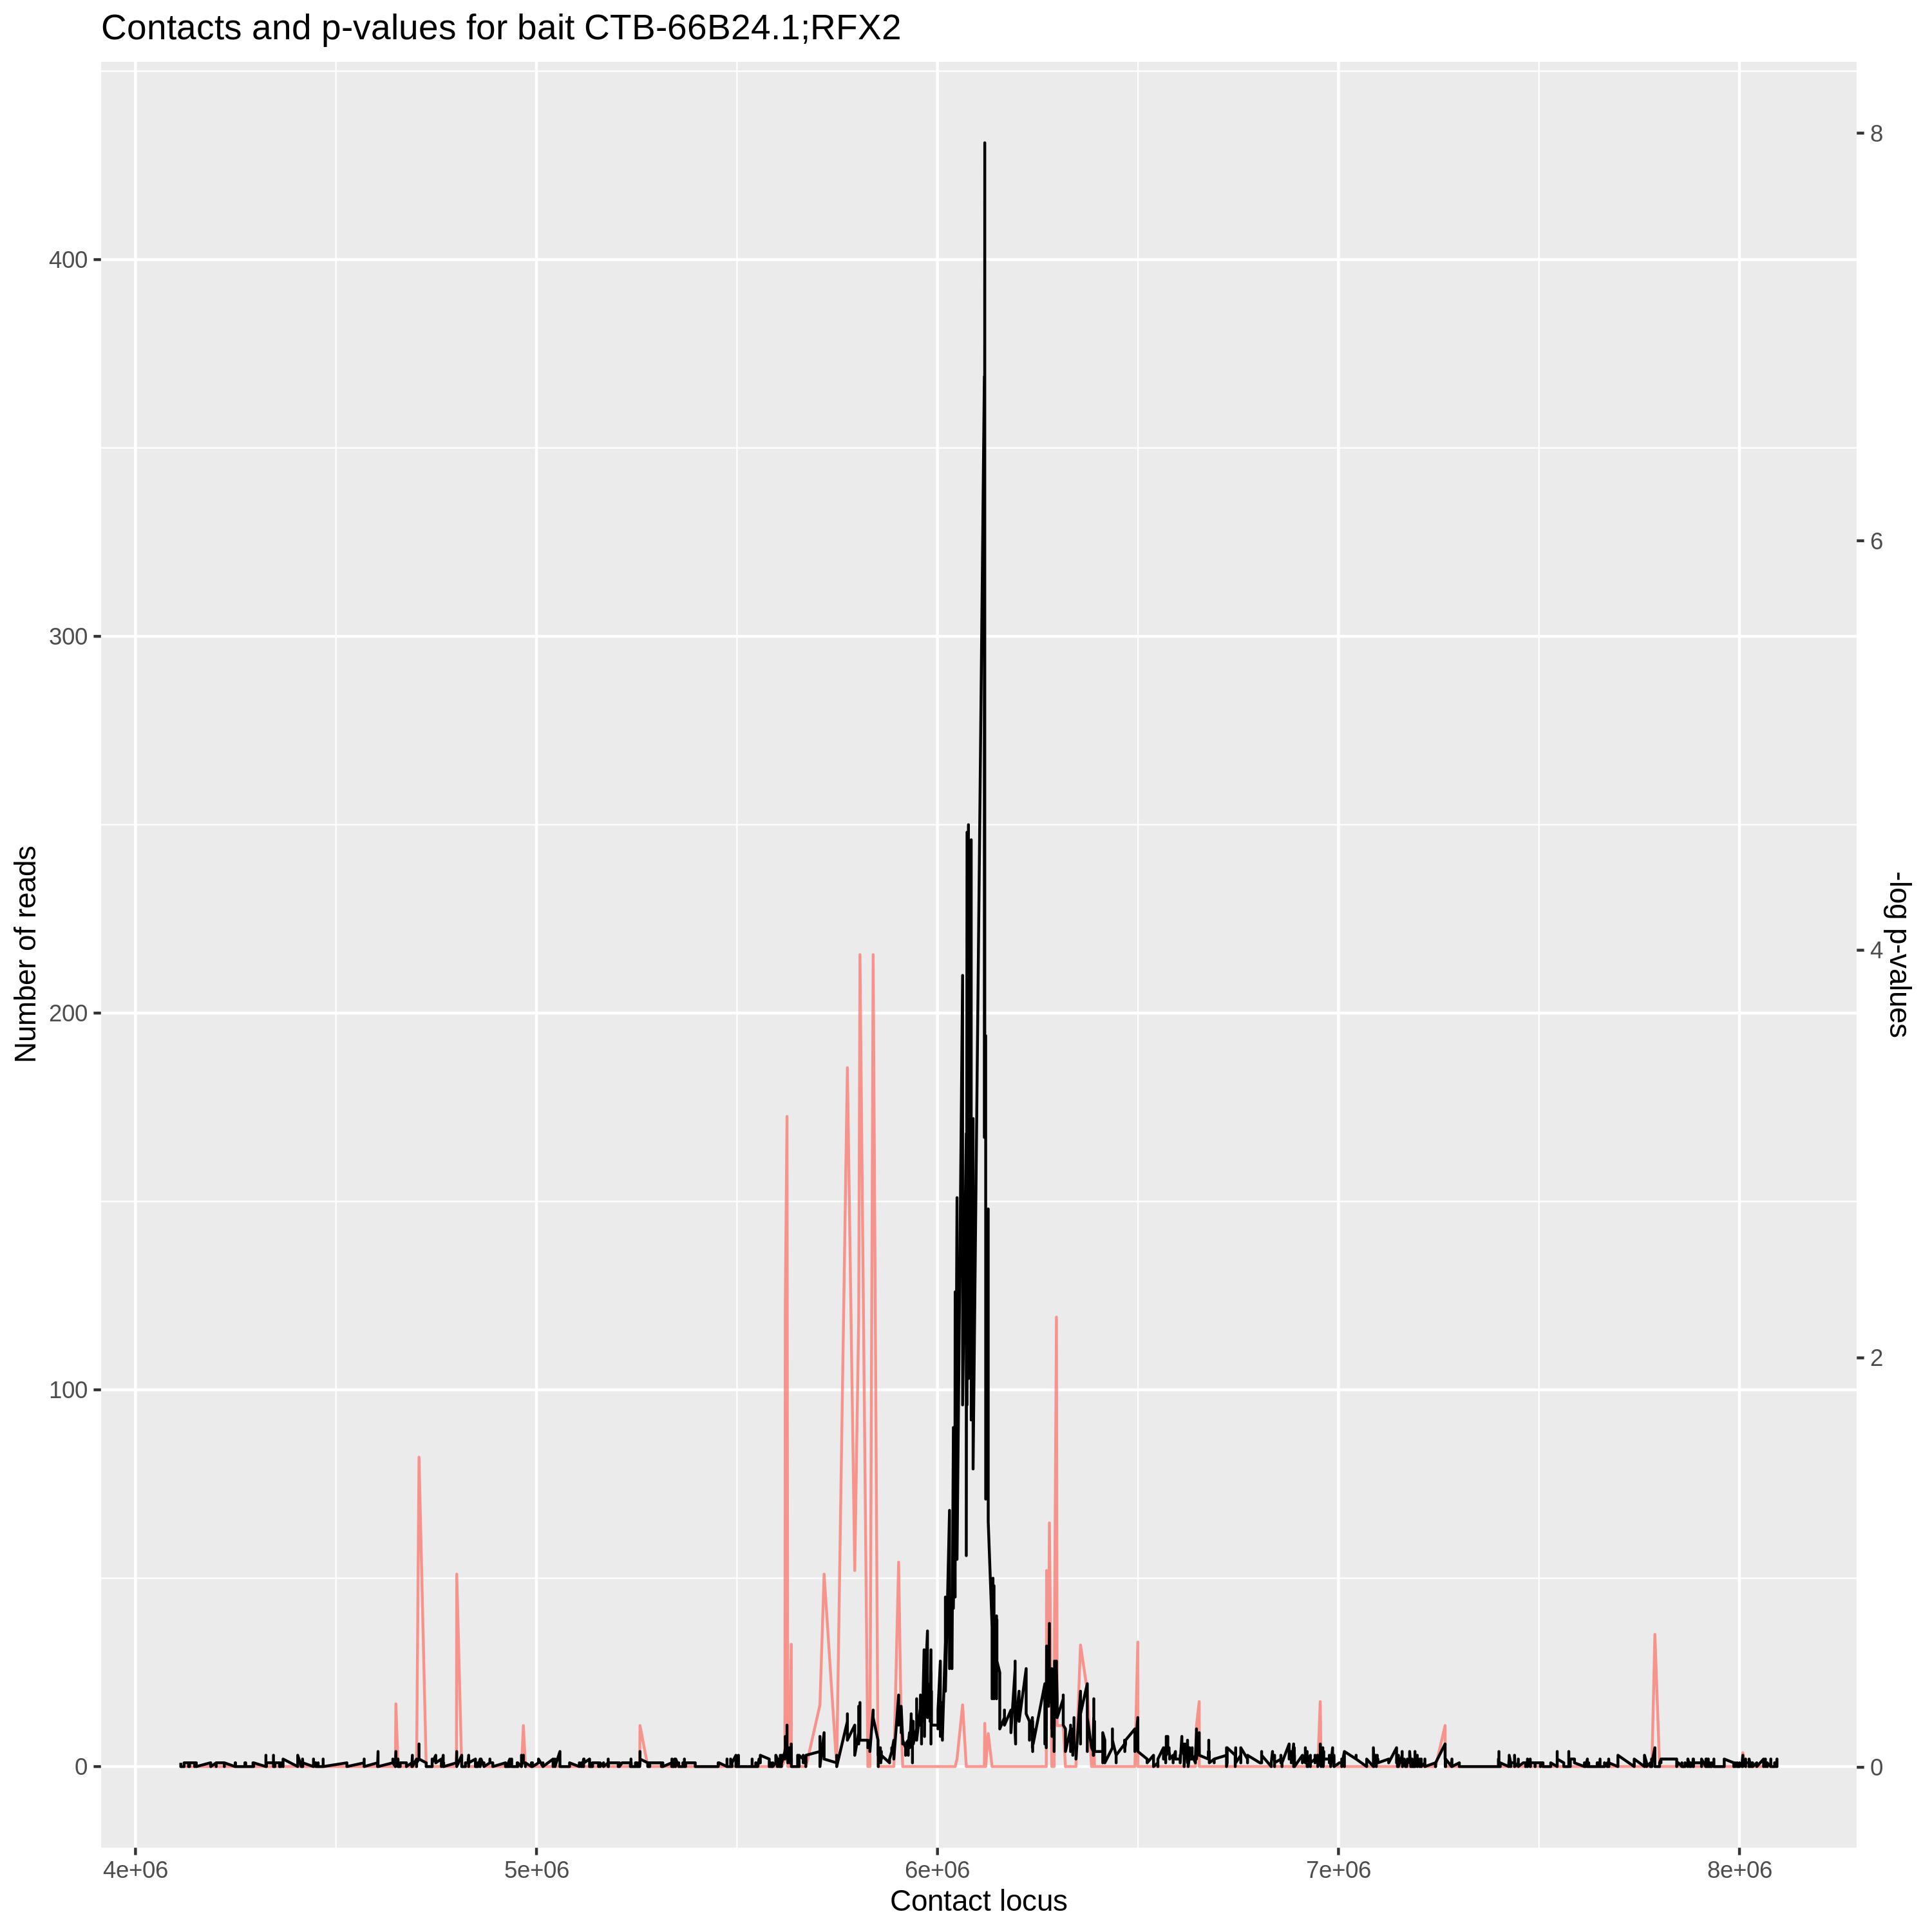 Contacts and p-values for bait CTB-66B24.1;RFX2
Number of reads
400
300
200
100
0
8
6
4
2
0
-log p-values
4e+06 5e+06 6e+06 7e+06 8e+06
Contact locus